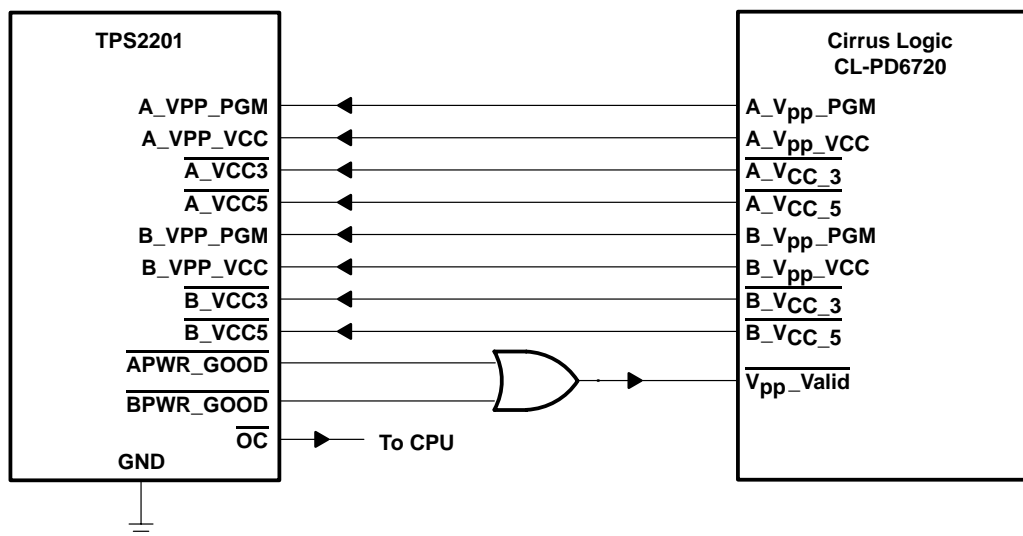 TPS2201
A_VPP_PGM
A_VPP_VCC
A_VCC3
A_VCC5
B_VPP_PGM
B_VPP_VCC
B_VCC3
B_VCC5
APWR_GOOD
BPWR_GOOD
OC
GND
To CPU
Cirrus Logic
CL-PD6720
A_Vpp_PGM
A_Vpp_VCC
A_VCC_3
A_VCC_5
B_Vpp_PGM
B_Vpp_VCC
B_VCC_3
B_VCC_5
Vpp_Valid